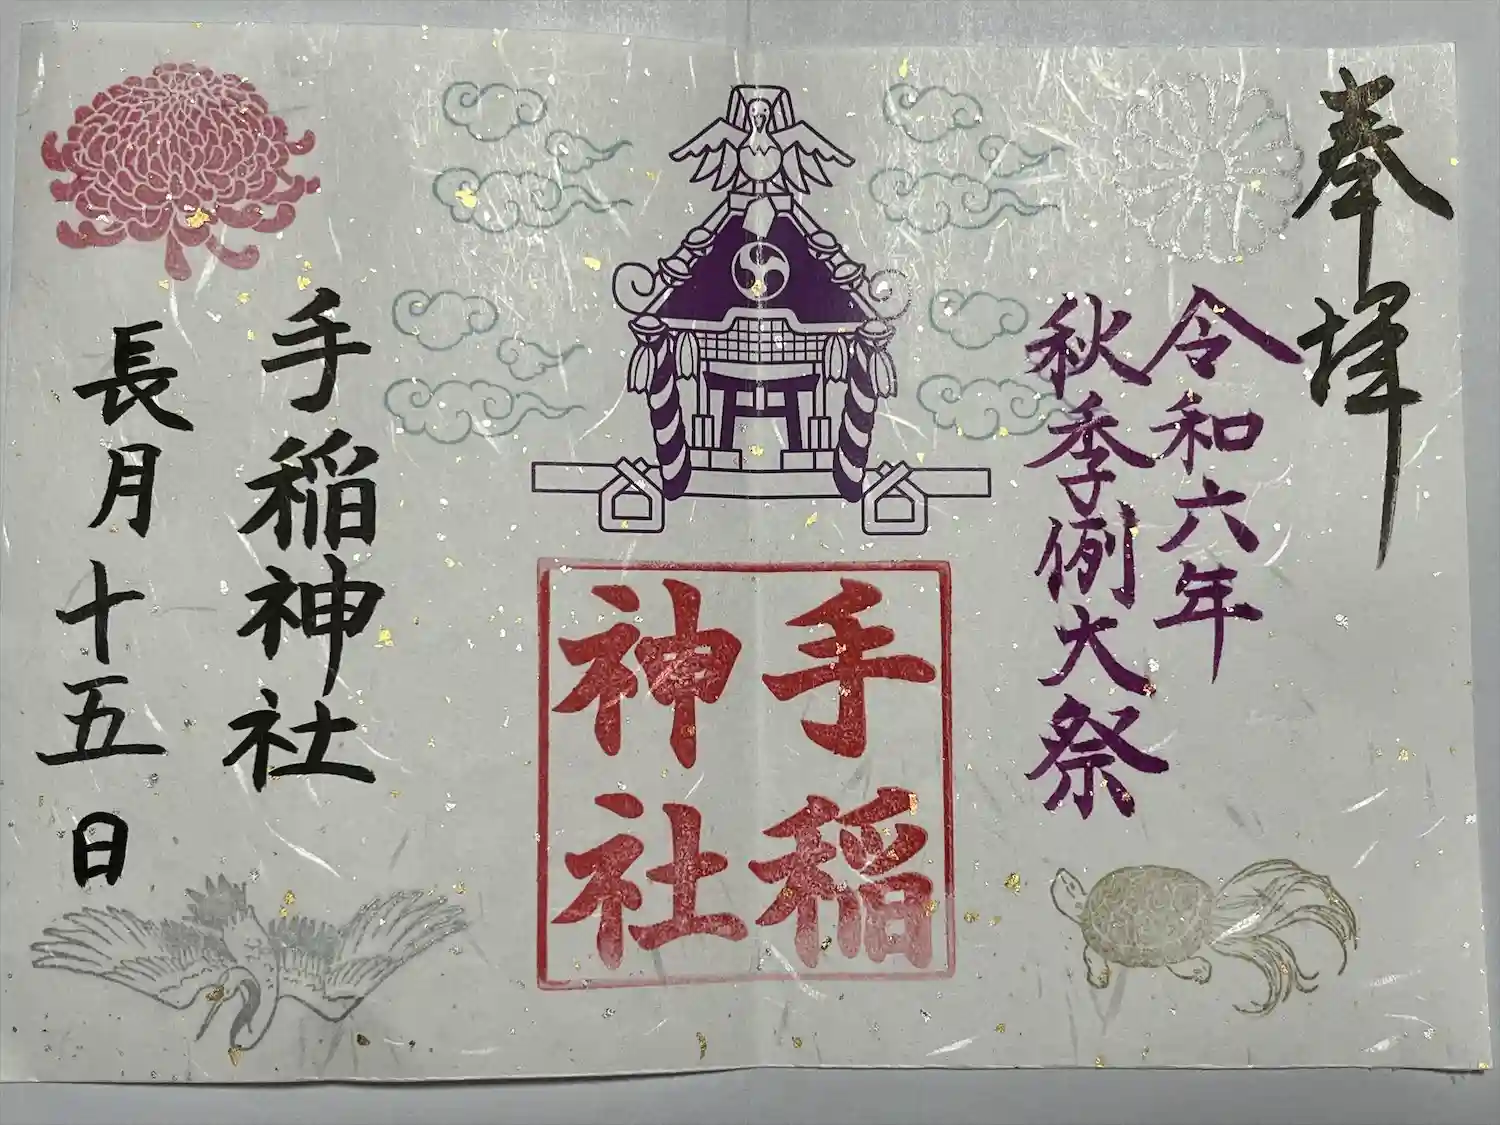 奉拝
令和六年
秋季例大祭
手稲
神社
手稲神社
長月十五日